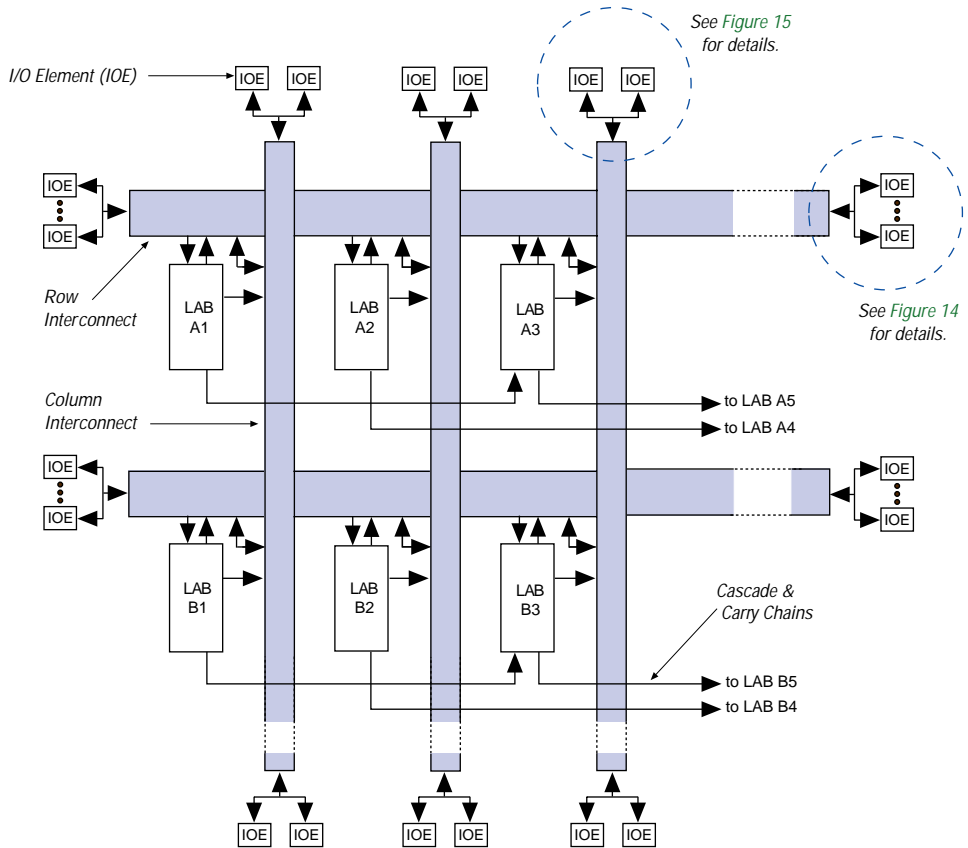 See Figure 15
for details.
I/O Element (IOE)
IOE IOE IOE IOE IOE IOE
IOE
IOE
IOE
IOE
Row
Interconnect
LAB
A1
LAB
A2
LAB
A3
See Figure 14
for details.
Column
Interconnect
to LAB A5
to LAB A4
IOE
IOE
IOE
IOE
LAB
B1
LAB
B2
LAB
B3
Cascade &
Carry Chains
to LAB B5
to LAB B4
IOE IOE IOE IOE IOE IOE